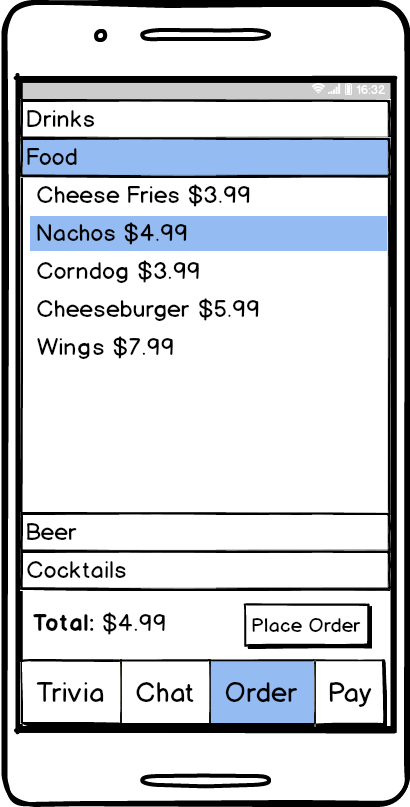 16:32
Drinks
Food
Cheese Fries $3.99
Nachos $4.99
Corndog $3.99
Cheeseburger $5.99
Wings $7.99
Beer
Cocktails
Total: $4.99 Place Order
Trivia Chat Order Pay